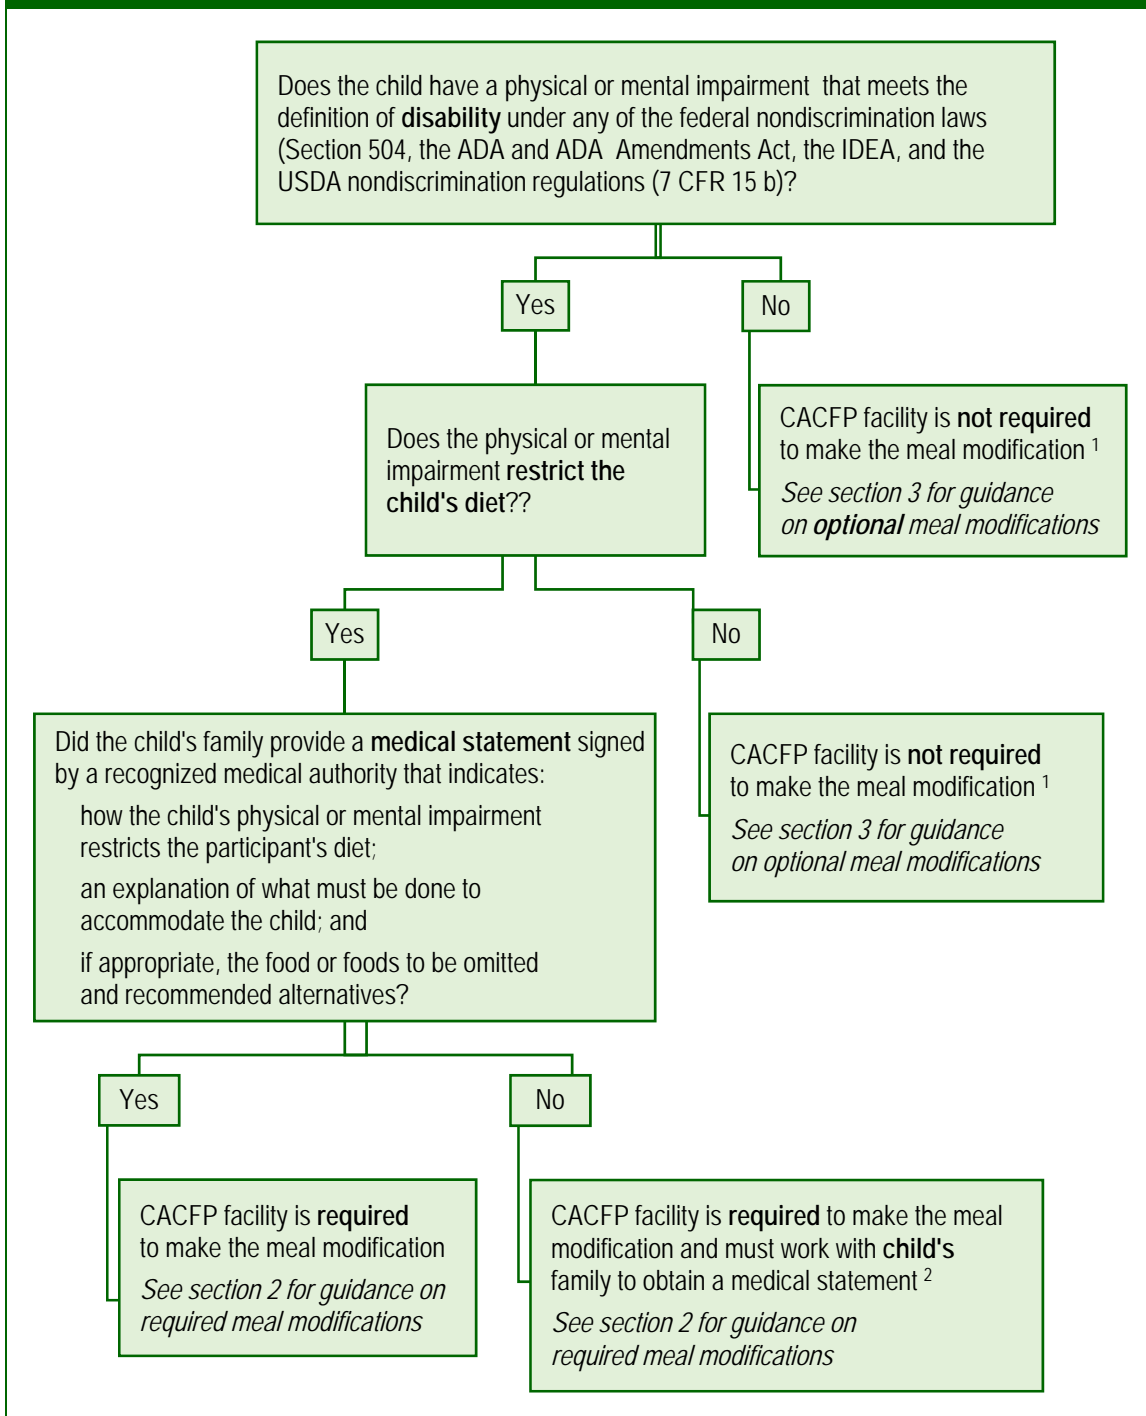 Does the child have a physical or mental impairment that meets the
definition of disability under any of the federal nondiscrimination laws
(Section 504, the ADA and ADA Amendments Act, the IDEA, and the
USDA nondiscrimination regulations (7 CFR 15 b)?
Yes
No
Does the physical or mental
impairment restrict the
child's diet??
CACFP facility is not required
to make the meal modification 1
See section 3 for guidance
on optional meal modifications
Yes
No
Did the child's family provide a medical statement signed
by a recognized medical authority that indicates:
how the child's physical or mental impairment
restricts the participant's diet;
an explanation of what must be done to
accommodate the child; and
if appropriate, the food or foods to be omitted
and recommended alternatives?
CACFP facility is not required
to make the meal modification 1
See section 3 for guidance
on optional meal modifications
Yes
No
CACFP facility is required
to make the meal modification
See section 2 for guidance on
required meal modifications
CACFP facility is required to make the meal
modification and must work with child's
family to obtain a medical statement 2
See section 2 for guidance on
required meal modifications